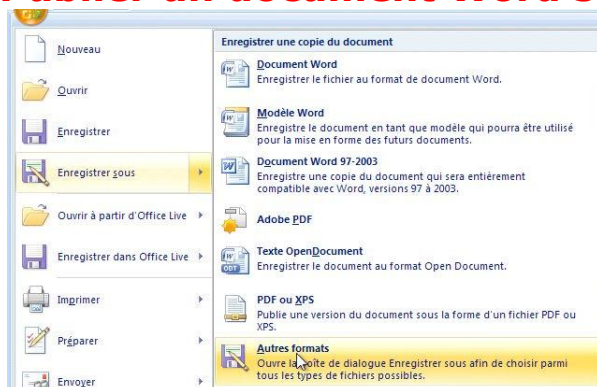 Publier un document Word
Nouveau
Ouvrir
Enregistrer
Enregistrer sous
Ouvrir à partir d'Office Live
Enregistrer dans Office Live
Imprimer
Préparer
Envoyer
Enregistrer une copie du document
Document Word
Enregistrer le fichier au format de document Word.
Modèle Word
Enregistre le document en tant que modèle qui pourra être utilisé
pour la mise en forme des futurs documents.
Document Word 97-2003
Enregistre une copie du document qui sera entièrement
compatible avec Word, versions 97 à 2003.
Adobe PDF
Texte OpenDocument
Enregistrer le document au format Open Document.
PDF ou XPS
Publie une version du document sous la forme d'un fichier PDF ou
XPS.
Autres formats
Ouvre la boîte de dialogue Enregistrer sous afin de choisir parmi
tous les types de fichiers possibles.